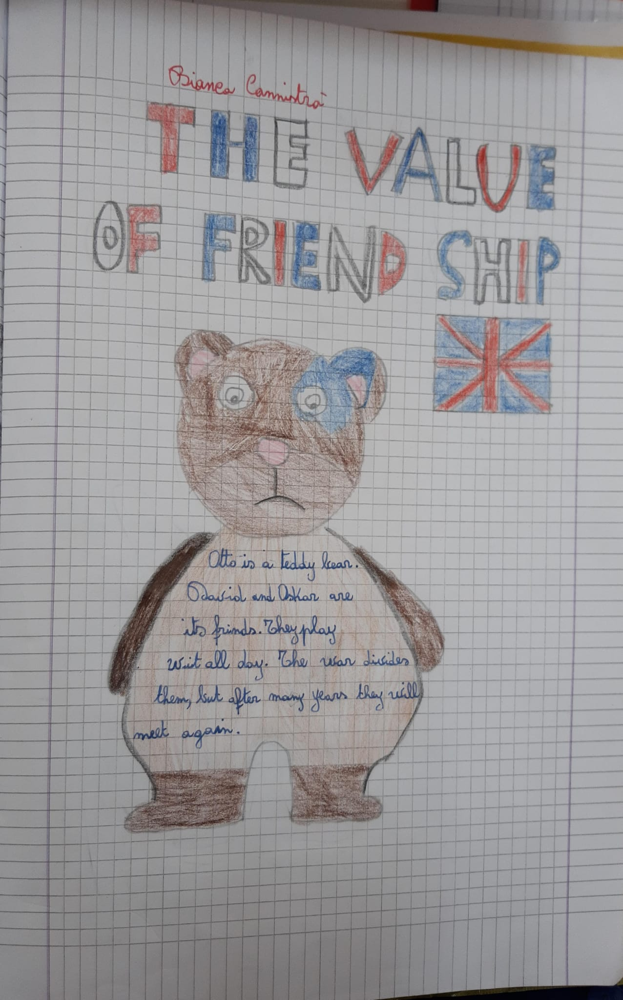 Bianca Cannistrà
THE VALUE
OF FRIEND SHIP
Otto is a teddy bear.
David and Oskar are
its frinds. They play
wit all day. The war divides
them, but after many years they will
meet again.